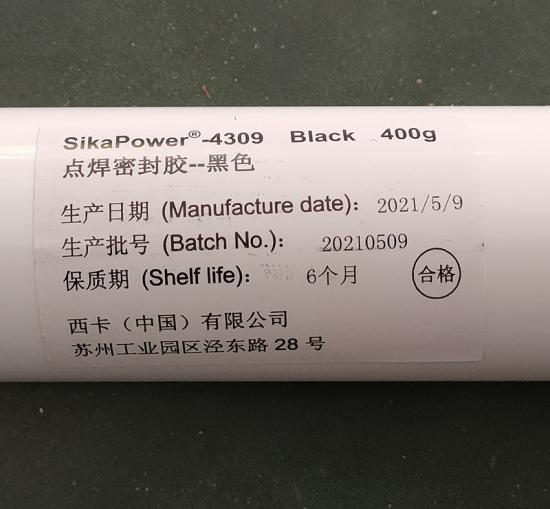 SikaPower®-4309 Black 400g
点焊密封胶--黑色
生产日期 (Manufacture date)： 2021/5/9
生产批号 (Batch No.)： 20210509
保质期 (Shelf life)： 6个月 合格
西卡（中国）有限公司
苏州工业园区泾东路 28 号